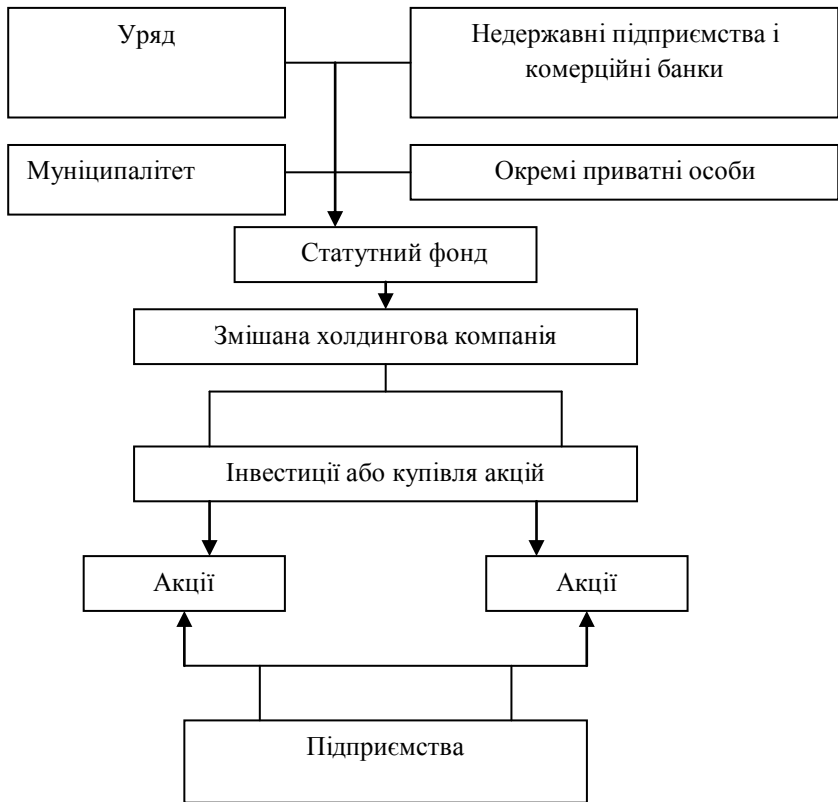 Уряд
Недержавні підприємства і
комерційні банки
Муніципалітет
Окремі приватні особи
Статутний фонд
Змішана холдингова компанія
Інвестиції або купівля акцій
Акції
Акції
Підприємства